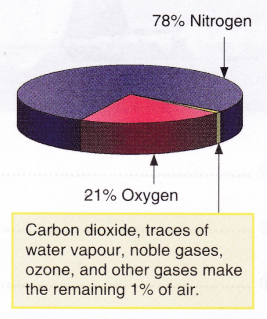 78% Nitrogen
21% Oxygen
Carbon dioxide, traces of
water vapour, noble gases,
ozone, and other gases make
the remaining 1% of air.